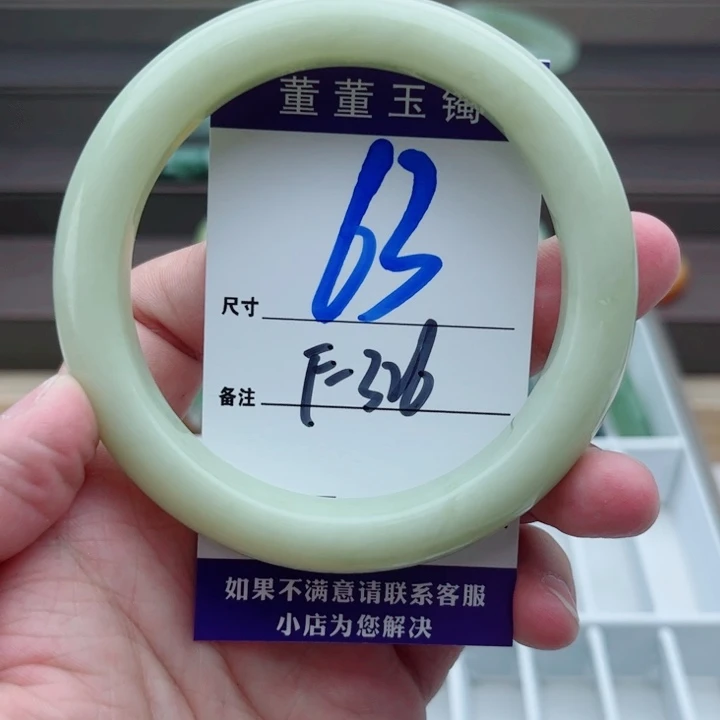 董董玉镯
63
尺寸
F-326
备注
如果不满意请联系客服
小店为您解决